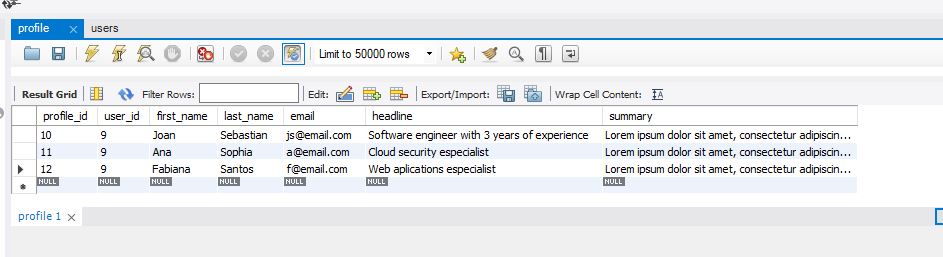 profile × users
Limit to 50000 rows
Result Grid Filter Rows: Edit: Export/Import: Wrap Cell Content:
profile_id user_id first_name last_name email headline summary
10 9 Joan Sebastian js@email.com Software engineer with 3 years of experience Lorem ipsum dolor sit amet, consectetur adipiscin...
11 9 Ana Sophia a@email.com Cloud security especialist Lorem ipsum dolor sit amet, consectetur adipiscin...
12 9 Fabiana Santos f@email.com Web aplications especialist Lorem ipsum dolor sit amet, consectetur adipiscin...
NULL NULL NULL NULL NULL NULL NULL
profile 1 ×